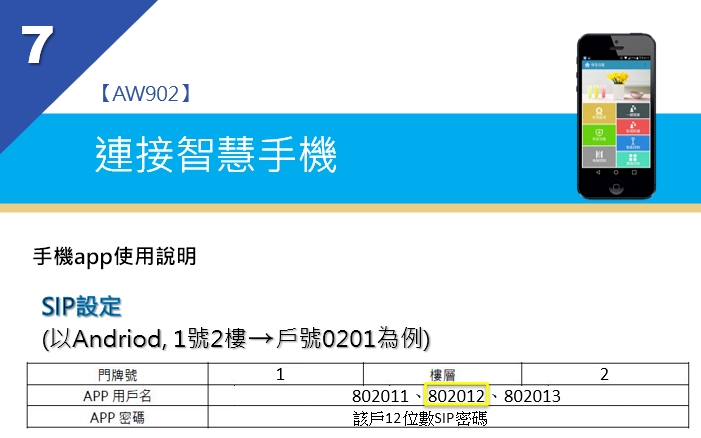 7
【AW902】
連接智慧手機
手機app使用說明
SIP設定
(以Andriod, 1號2樓→戶號0201為例)
門牌號 1 樓層 2
APP 用戶名 802011、802012、802013
APP 密碼 該戶12位數SIP密碼